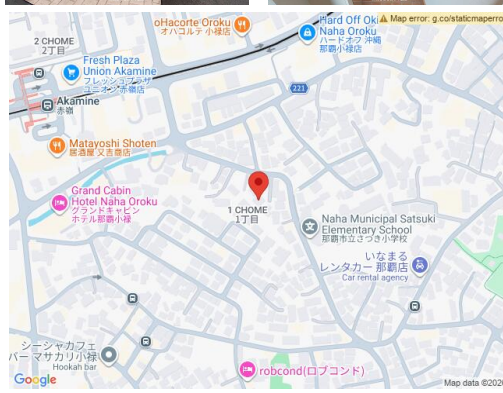 oHacorte Oroku
オハコルテ 小禄店
Hard Off Oki
Naha Oroku
ハードオフ 沖縄
那覇小禄店
Map error: g.co/staticmaperro
2 CHOME
2丁目
Fresh Plaza
Union Akamine
フレッシュプラザ
ユニオン 赤嶺店
221
Akamine
赤嶺
Matayoshi Shoten
居酒屋 又吉商店
Grand Cabin
Hotel Naha Oroku
グランドキャビン
ホテル那覇小禄
1 CHOME
1丁目
Naha Municipal Satsuki
Elementary School
那覇市立さつき小学校
いなまる
レンタカー 那覇店
Car rental agency
シーシャカフェ
バー マサカリ小禄
Hookah bar
robcond(ロブコンド)
Google
Map data ©2026